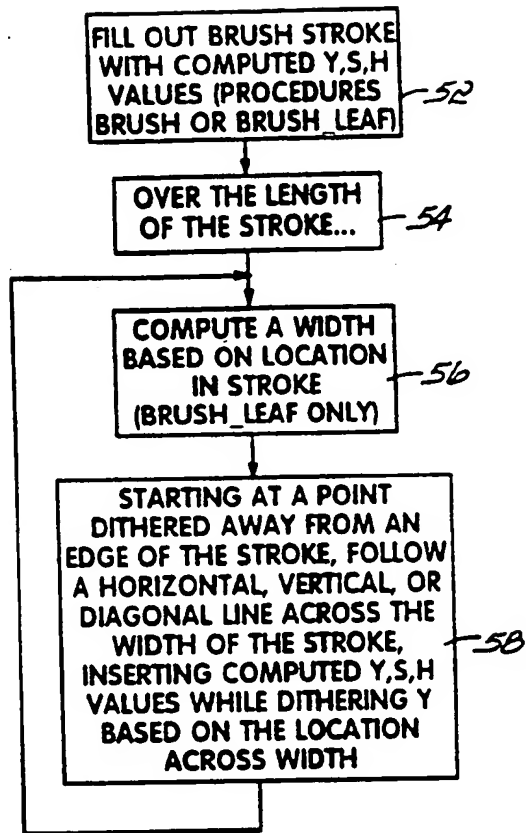 FILL OUT BRUSH STROKE
WITH COMPUTED Y,S,H
VALUES (PROCEDURES
BRUSH OR BRUSH_LEAF)
52
OVER THE LENGTH
OF THE STROKE...
54
COMPUTE A WIDTH
BASED ON LOCATION
IN STROKE
(BRUSH_LEAF ONLY)
56
STARTING AT A POINT
DITHERED AWAY FROM AN
EDGE OF THE STROKE, FOLLOW
A HORIZONTAL, VERTICAL, OR
DIAGONAL LINE ACROSS THE
WIDTH OF THE STROKE,
INSERTING COMPUTED Y,S,H
VALUES WHILE DITHERING Y
BASED ON THE LOCATION
ACROSS WIDTH
58